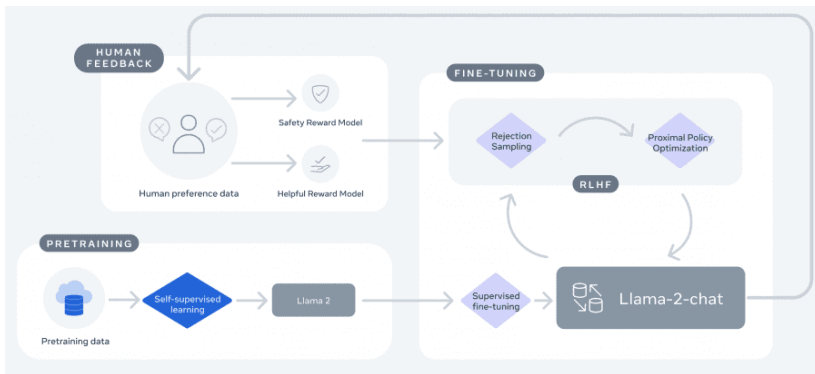 HUMAN
FEEDBACK
Safety Reward Model
Human preference data
Helpful Reward Model
FINE-TUNING
Rejection
Sampling
Proximal Policy
Optimization
RLHF
PRETRAINING
Pretraining data
Self-supervised
learning
Llama 2
Supervised
fine-tuning
Llama-2-chat